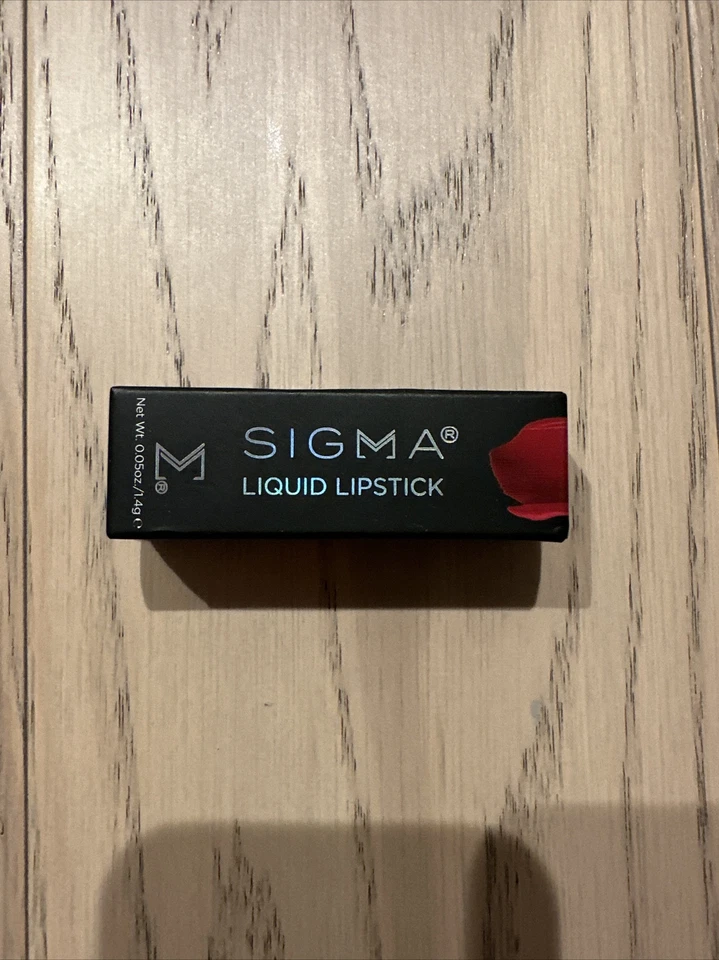 Net Wt. 0.05oz./1.4g ℮
M®
SIGMA®
LIQUID LIPSTICK